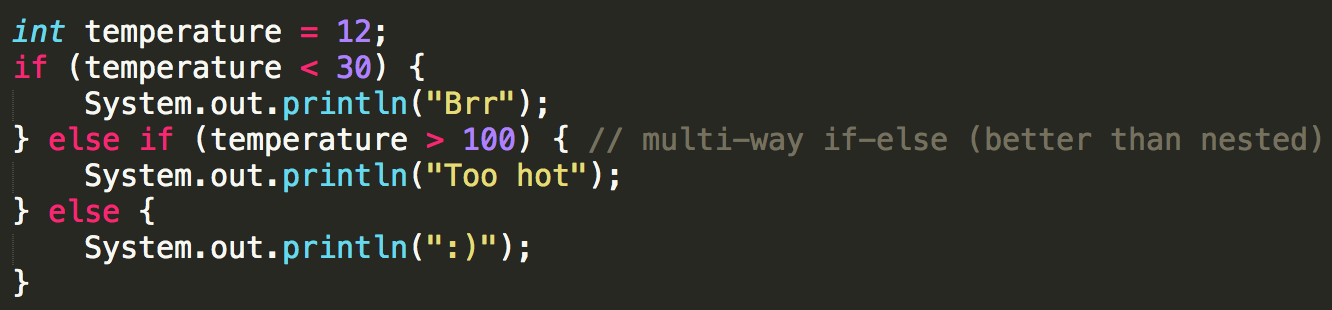 int temperature = 12;
if (temperature < 30) {
    System.out.println("Brr");
} else if (temperature > 100) { // multi-way if-else (better than nested)
    System.out.println("Too hot");
} else {
    System.out.println(":)");
}